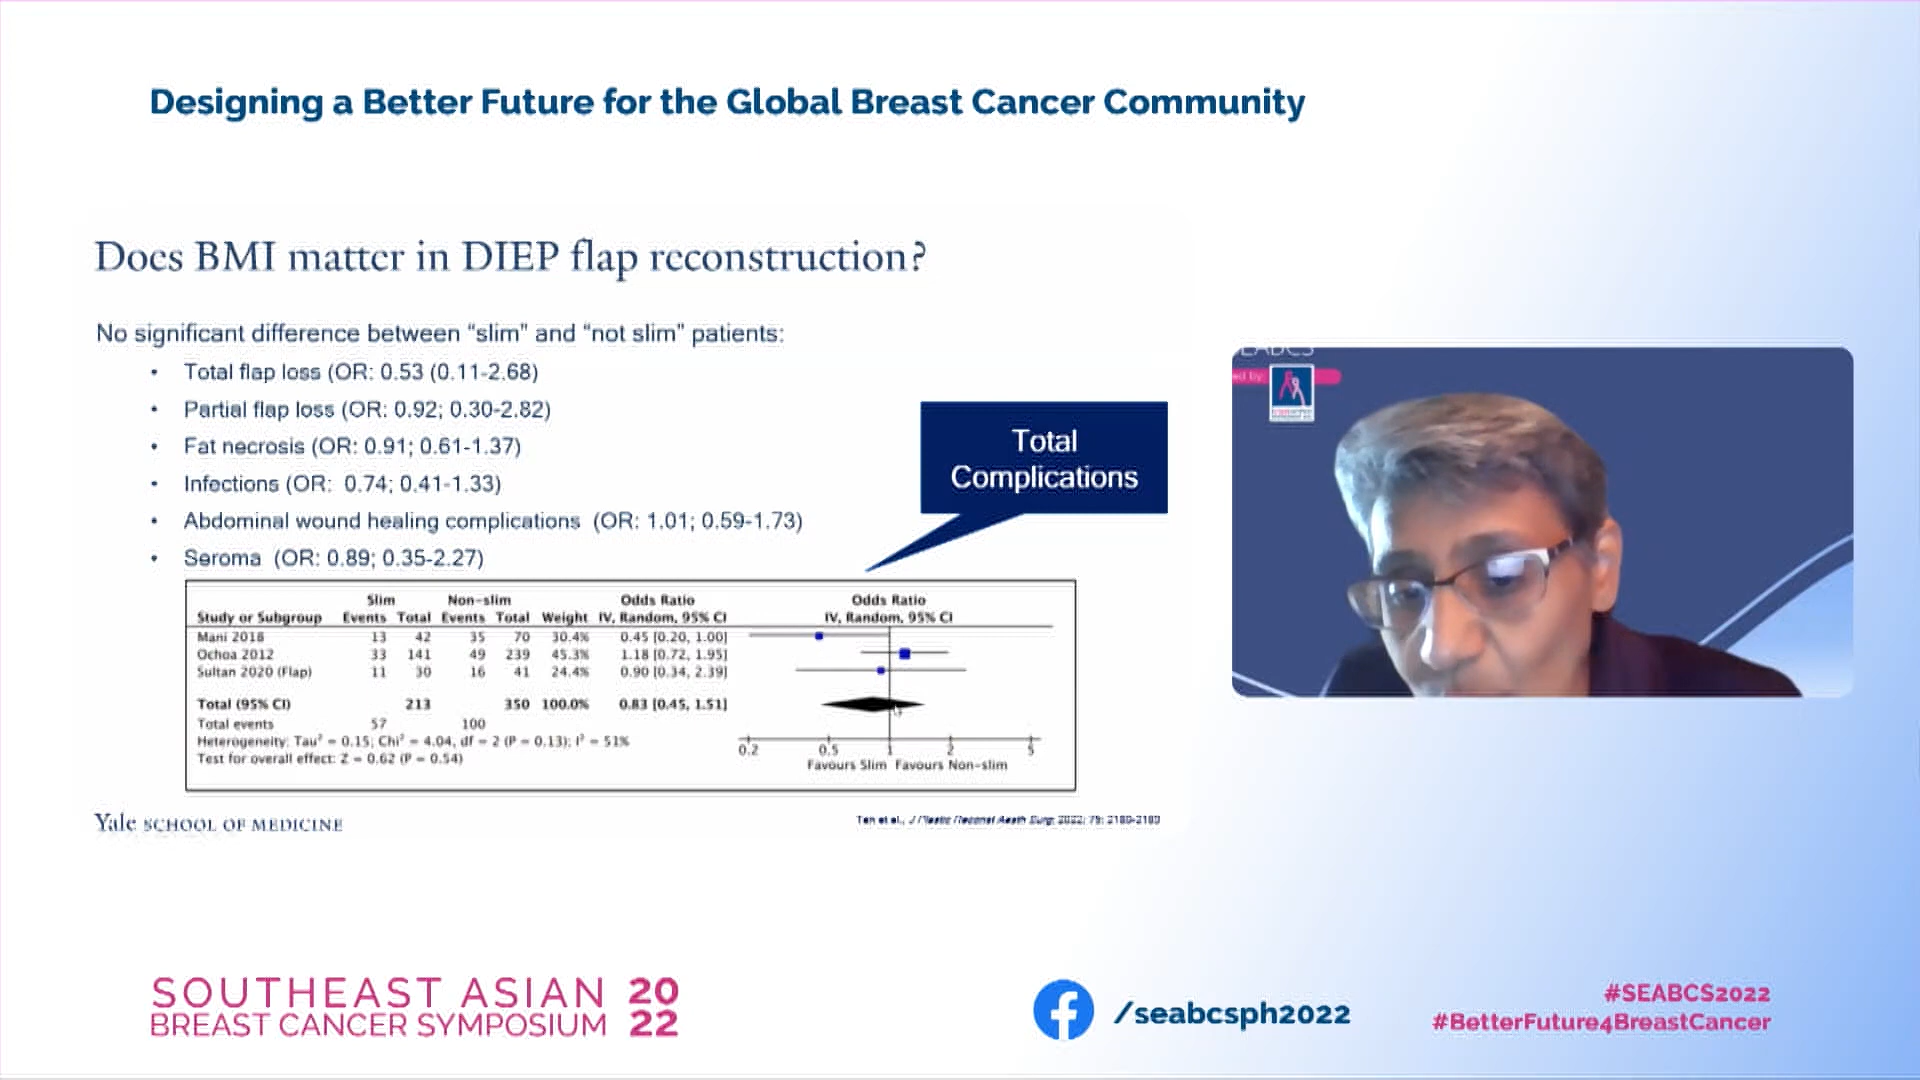 Designing a Better Future for the Global Breast Cancer Community
Does BMI matter in DIEP flap reconstruction?
No significant difference between “slim” and “not slim” patients:
• Total flap loss (OR: 0.53 (0.11-2.68)
• Partial flap loss (OR: 0.92; 0.30-2.82)
• Fat necrosis (OR: 0.91; 0.61-1.37)
• Infections (OR: 0.74; 0.41-1.33)
• Abdominal wound healing complications (OR: 1.01; 0.59-1.73)
• Seroma (OR: 0.89; 0.35-2.27)
Total
Complications
Slim Non-slim Odds Ratio Odds Ratio
Study or Subgroup Events Total Events Total Weight IV, Random, 95% CI IV, Random, 95% CI
Mani 2018 13 42 35 70 30.4% 0.45 [0.20, 1.00]
Ochoa 2012 33 141 49 239 45.3% 1.18 [0.72, 1.95]
Sultan 2020 (Flap) 11 30 16 41 24.4% 0.90 [0.34, 2.39]
Total (95% CI) 213 350 100.0% 0.83 [0.45, 1.51]
Total events 57 100
Heterogeneity: Tau² = 0.15; Chi² = 4.04, df = 2 (P = 0.13); I² = 51%
Test for overall effect: Z = 0.62 (P = 0.54)
0.2 0.5 1 2 5
Favours Slim Favours Non-slim
Yale SCHOOL OF MEDICINE
et al., 2022; 75:
ed by:
SOUTHEAST ASIAN 20
BREAST CANCER SYMPOSIUM 22
/seabcsph2022
#SEABCS2022
#BetterFuture4BreastCancer